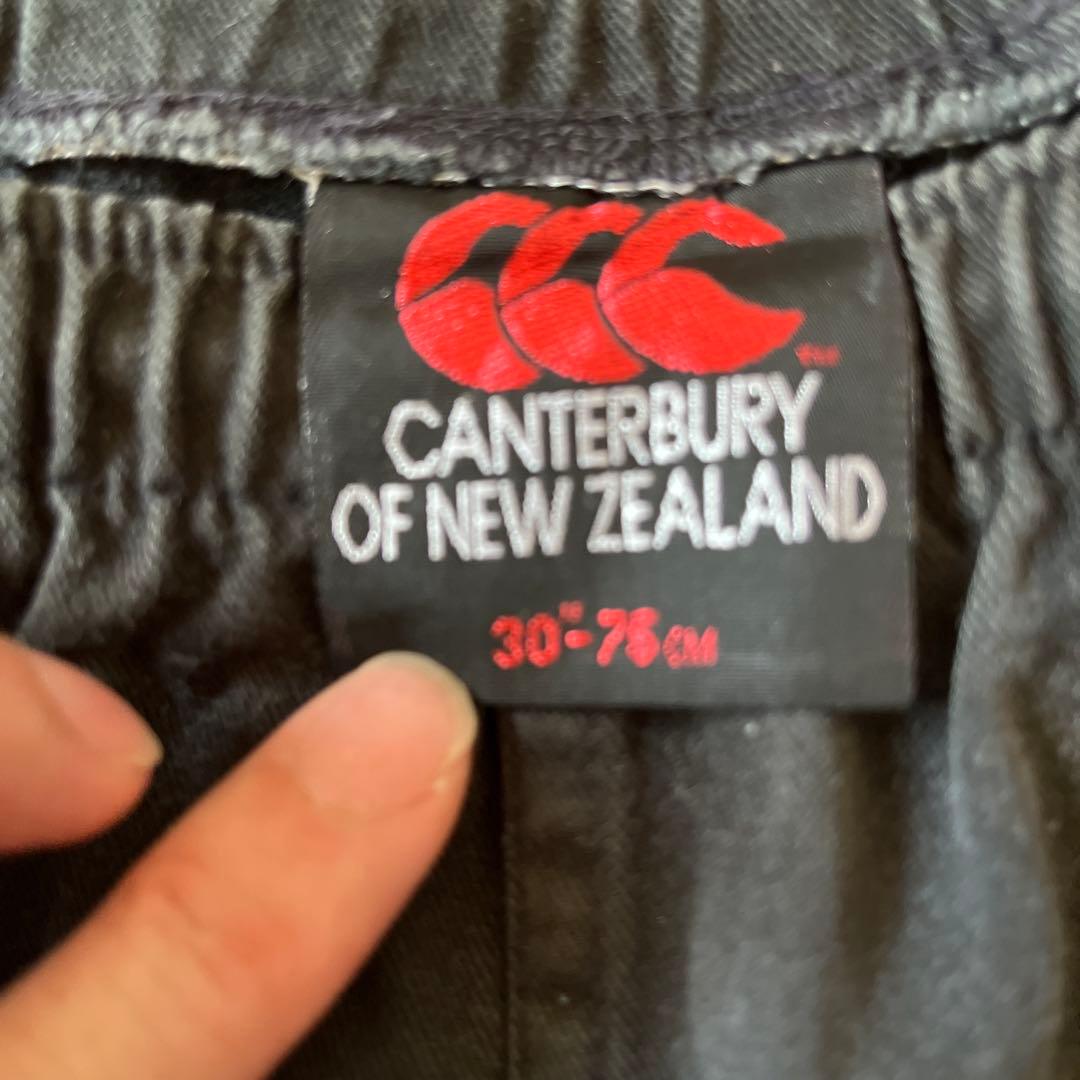 CANTERBURY
OF NEW ZEALAND
30"-76CM